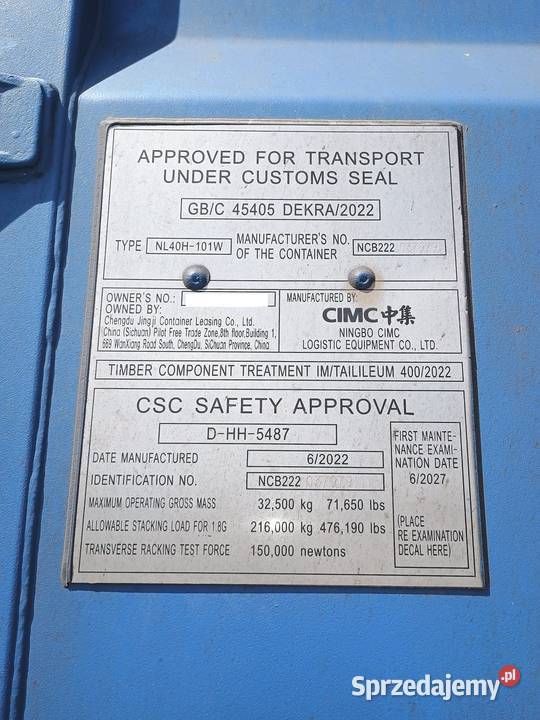 APPROVED FOR TRANSPORT
UNDER CUSTOMS SEAL
GB/C 45405 DEKRA/2022
TYPE NL40H-101W MANUFACTURER'S NO. OF THE CONTAINER NCB222
OWNER'S NO.:
OWNED BY:
Chengdu Jingji Container Leasing Co., Ltd.
China (Sichuan) Pilot Free Trade Zone,8th floor,Building 1,
669 WanXiang Road South, ChengDu, SiChuan Province, China
MANUFACTURED BY:
CIMC中集
NINGBO CIMC
LOGISTIC EQUIPMENT CO., LTD.
TIMBER COMPONENT TREATMENT IM/TAILILEUM 400/2022
CSC SAFETY APPROVAL
D-HH-5487
DATE MANUFACTURED 6/2022
IDENTIFICATION NO. NCB222
MAXIMUM OPERATING GROSS MASS 32,500 kg 71,650 lbs
ALLOWABLE STACKING LOAD FOR 1.8G 216,000 kg 476,190 lbs
TRANSVERSE RACKING TEST FORCE 150,000 newtons
FIRST MAINTE-
NANCE EXAMI-
NATION DATE
6/2027
(PLACE
RE EXAMINATION
DECAL HERE)
Sprzedajemy.pl